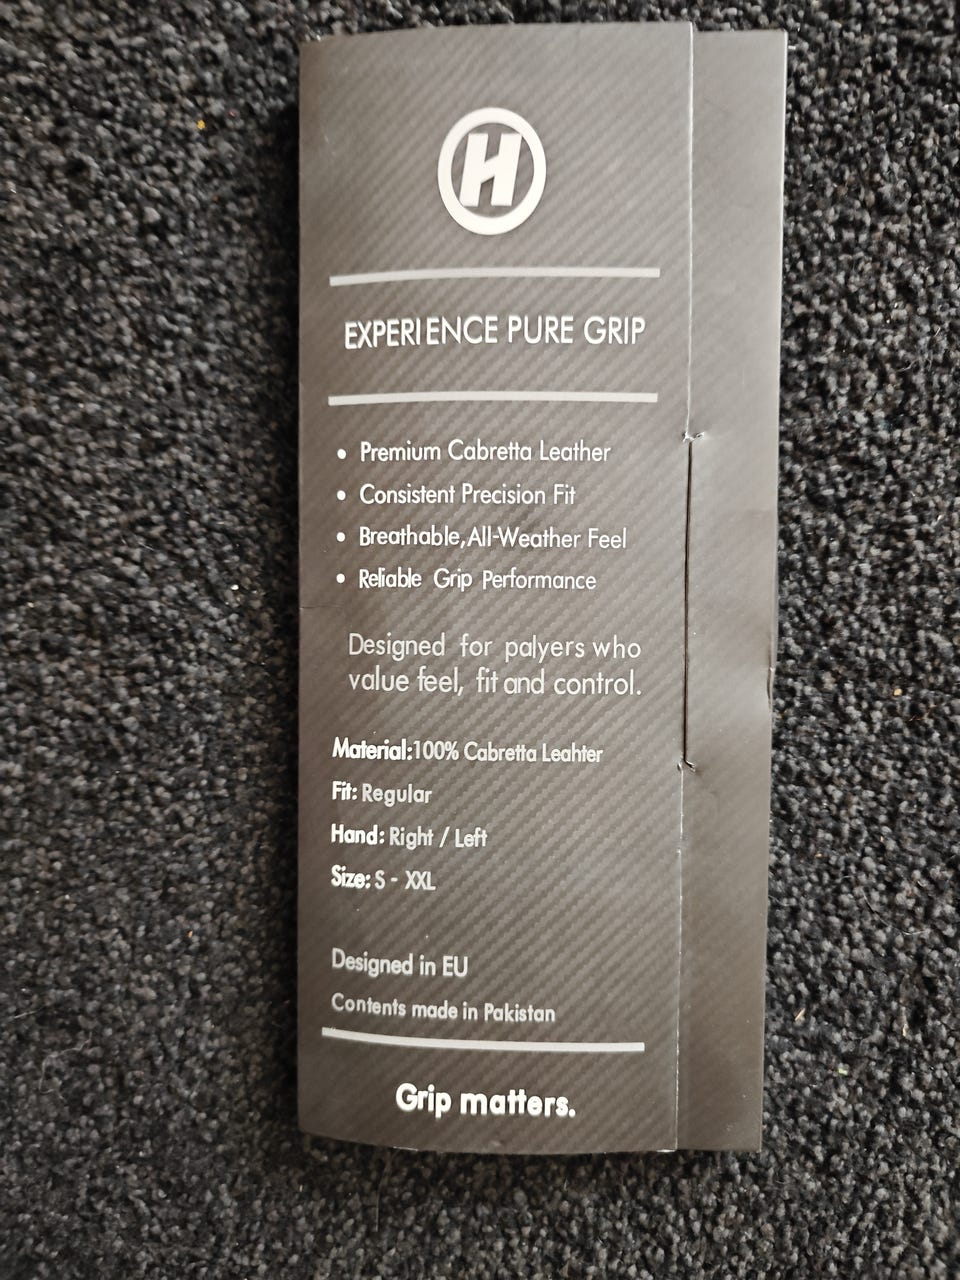 H
EXPERIENCE PURE GRIP
• Premium Cabretta Leather
• Consistent Precision Fit
• Breathable,All-Weather Feel
• Reliable Grip Performance
Designed for palyers who
value feel, fit and control.
Material:100% Cabretta Leahter
Fit: Regular
Hand: Right / Left
Size: S - XXL
Designed in EU
Contents made in Pakistan
Grip matters.